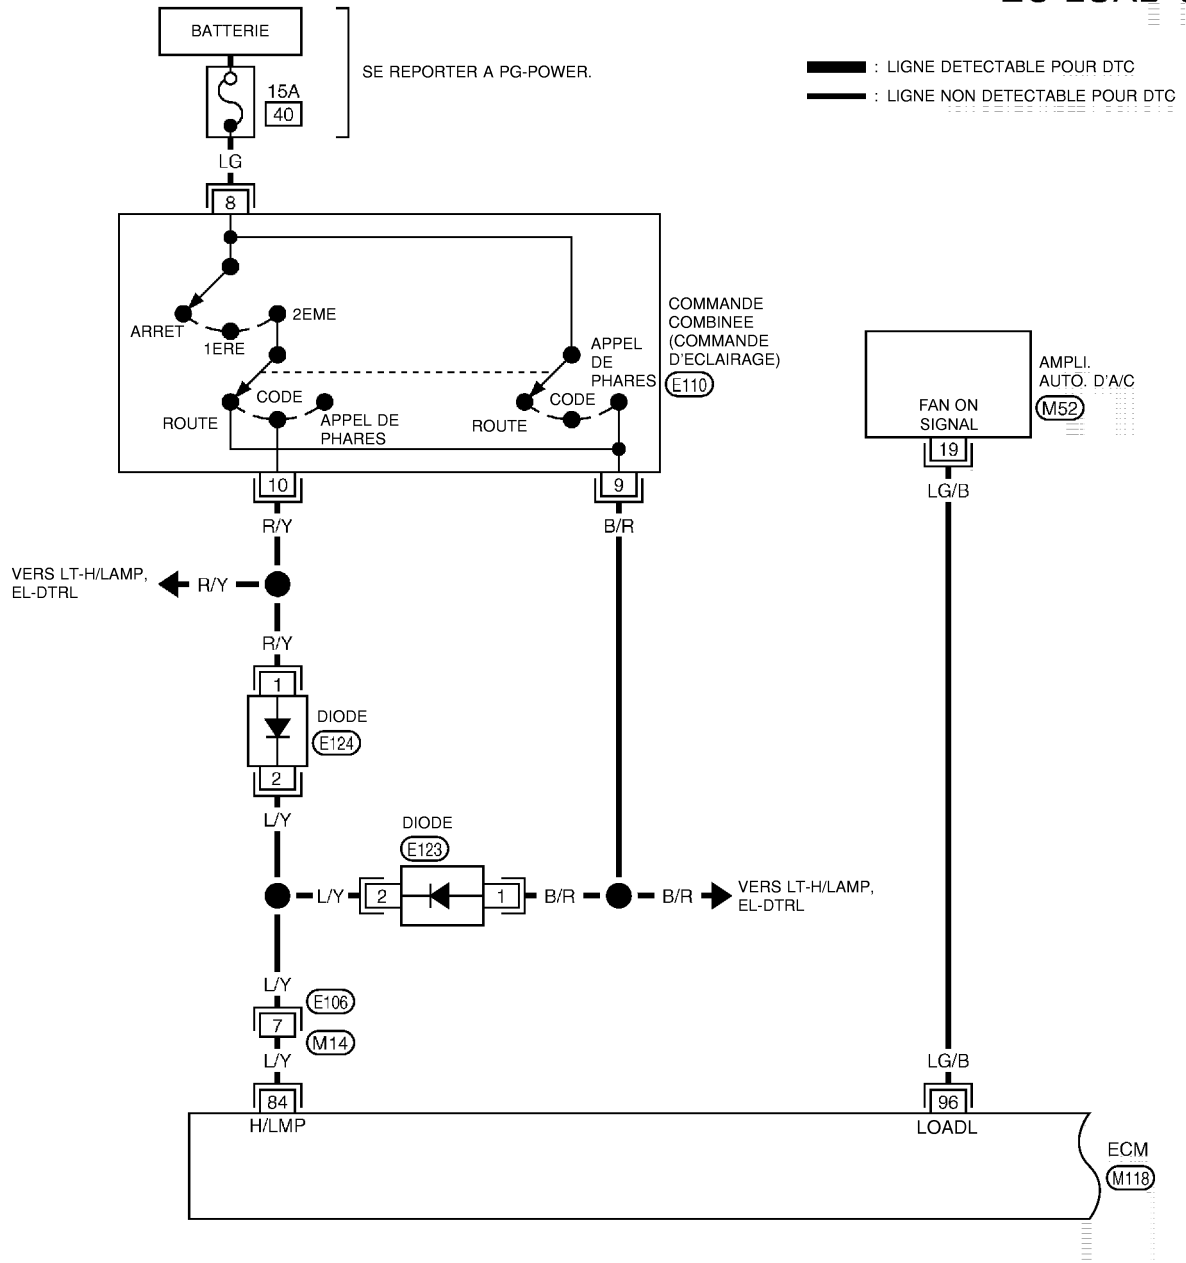 BATTERIE
SE REPORTER A PG-POWER.
15A
40
: LIGNE DETECTABLE POUR DTC
: LIGNE NON DETECTABLE POUR DTC
LG
8
ARRET
1ERE
2EME
ROUTE
CODE
APPEL DE
PHARES
ROUTE
CODE
APPEL
DE
PHARES
COMMANDE
COMBINEE
(COMMANDE
D'ECLAIRAGE)
E110
AMPLI.
AUTO. D'A/C
M52
FAN ON
SIGNAL
19
LG/B
10
9
R/Y
B/R
VERS LT-H/LAMP,
EL-DTRL
R/Y
R/Y
1
DIODE
E124
2
L/Y
DIODE
E123
L/Y
2
1
B/R
B/R
VERS LT-H/LAMP,
EL-DTRL
L/Y
E106
7
M14
L/Y
LG/B
84
96
H/LMP
LOADL
ECM
M118